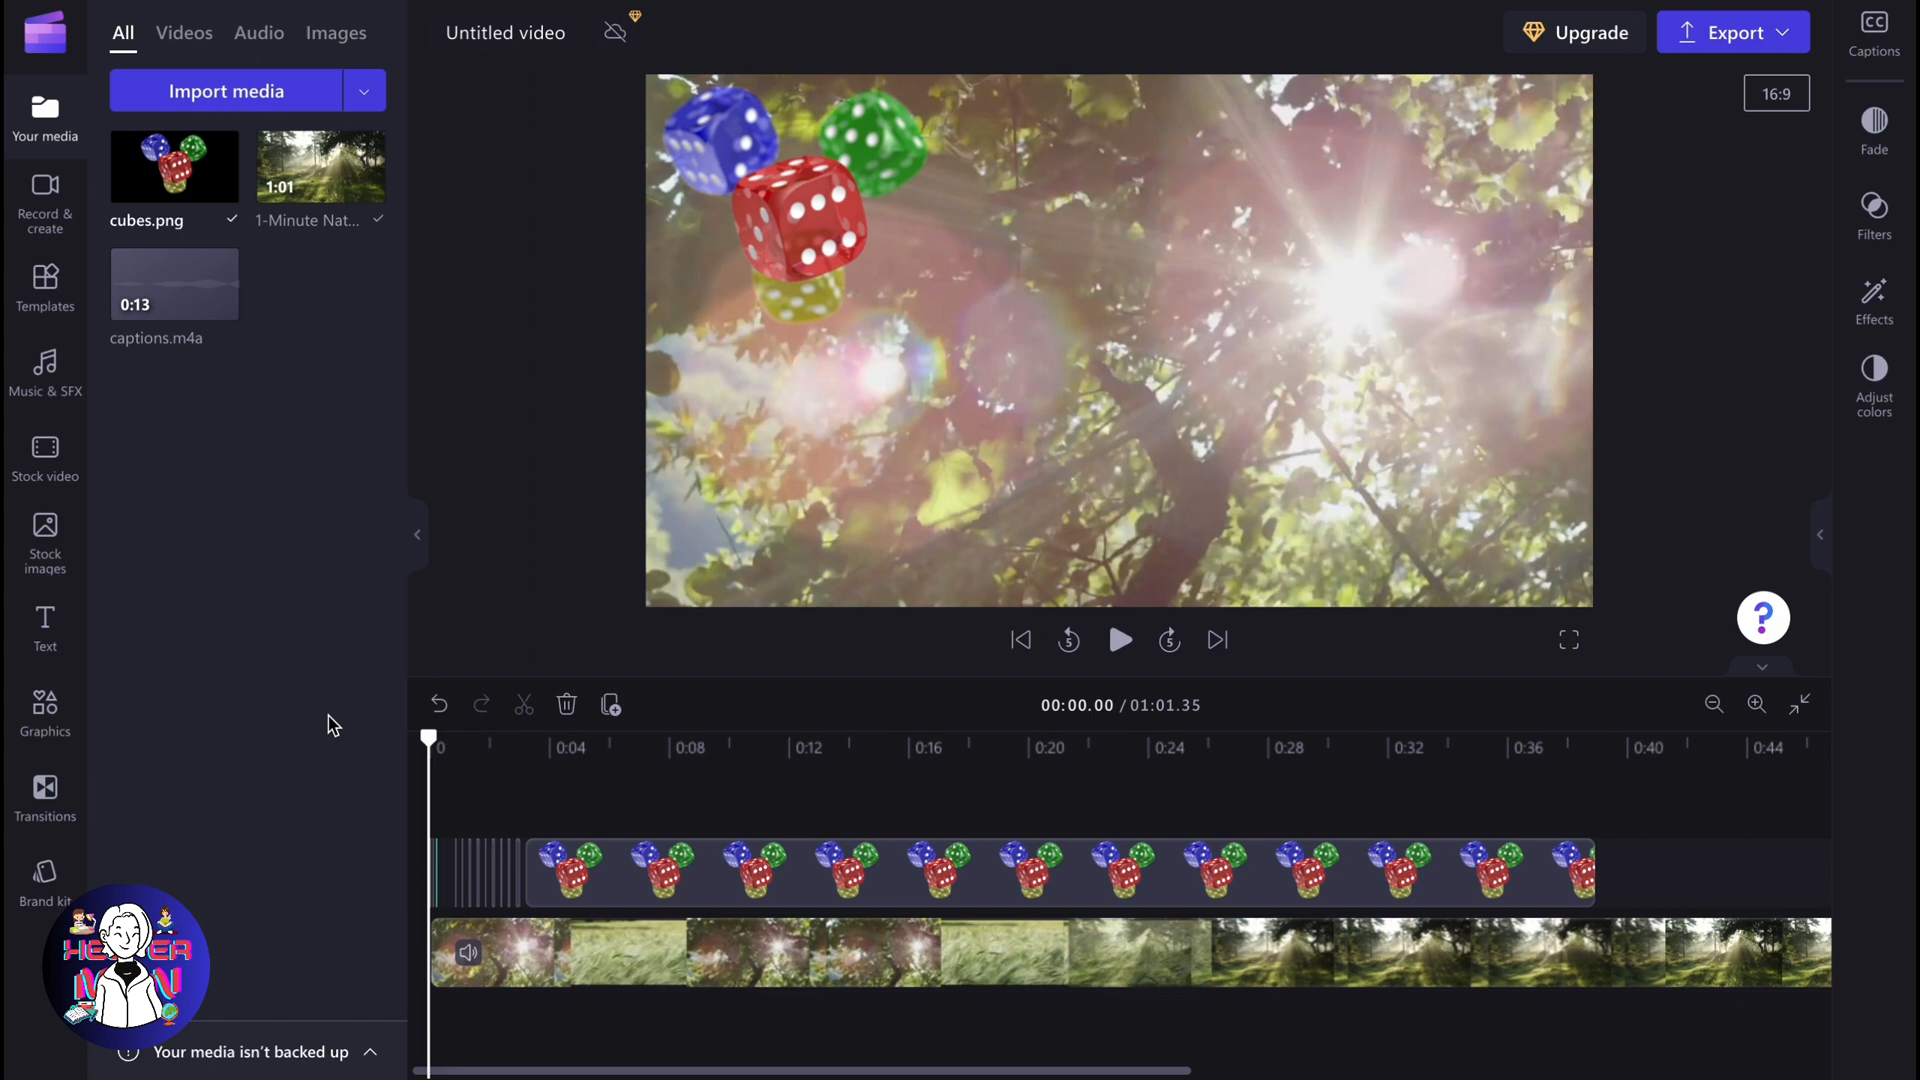 All Videos Audio Images
Untitled video
Upgrade
Export
Captions
Import media
16:9
Your media
1:01
cubes.png
1-Minute Nat...
Record &
create
Fade
Filters
Templates
0:13
captions.m4a
Effects
Music & SFX
Adjust
colors
Stock video
Stock
images
Text
5
5
?
Graphics
00:00.00 / 01:01.35
0 0:04 0:08 0:12 0:16 0:20 0:24 0:28 0:32 0:36 0:40 0:44
Transitions
Brand kit
Your media isn't backed up